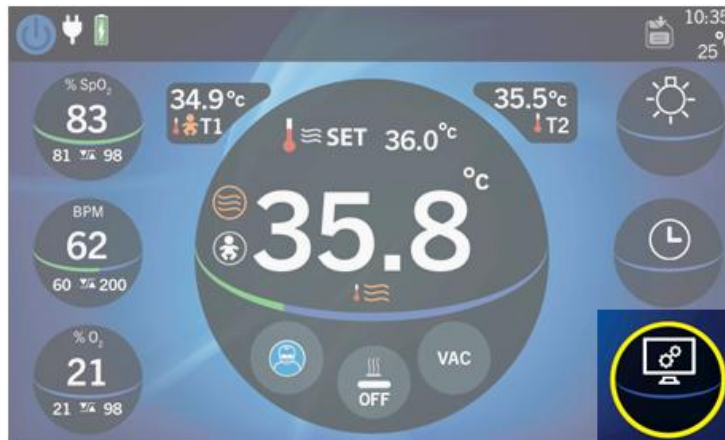 10:35
25 °
% SpO₂
83
81 98
34.9°c
T1
35.5°c
T2
SET 36.0°c
35.8°c
BPM
62
60 200
% O₂
21
21 98
OFF
VAC